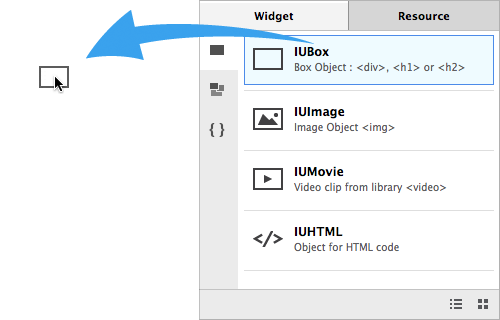 Widget Resource
IUBox
Box Object : <div>, <h1> or <h2>
IUImage
Image Object <img>
IUMovie
Video clip from library <video>
IUHTML
Object for HTML code